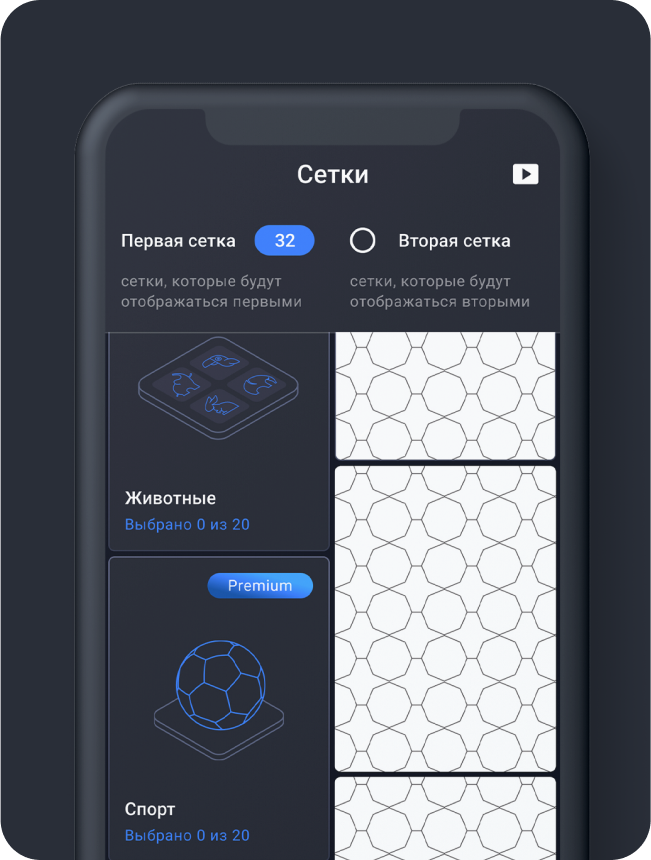 Сетки
Первая сетка 32
сетки, которые будут
отображаться первыми
Вторая сетка
сетки, которые будут
отображаться вторыми
Животные
Выбрано 0 из 20
Premium
Спорт
Выбрано 0 из 20